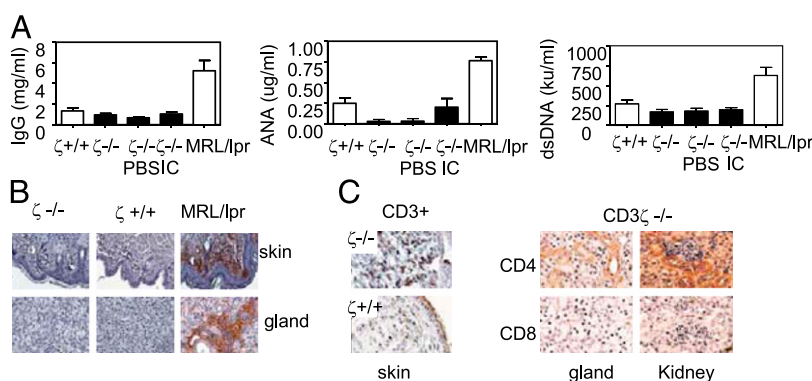 A
IgG (mg/ml)
8
6
4
2
0
ζ+/+ ζ-/- ζ-/- ζ-/- MRL/lpr
PBS IC
ANA (ug/ml)
1.00
0.75
0.25
0.00
ζ+/+ ζ-/- ζ-/- ζ-/- MRL/lpr
PBS IC
dsDNA (ku/ml)
1000
750
500
250
0
ζ+/+ ζ-/- ζ-/- ζ-/- MRL/lpr
PBS IC
B
ζ -/- ζ +/+ MRL/lpr
skin
gland
C
CD3+
ζ-/-
ζ+/+
skin
CD3ζ -/-
CD4
CD8
gland Kidney